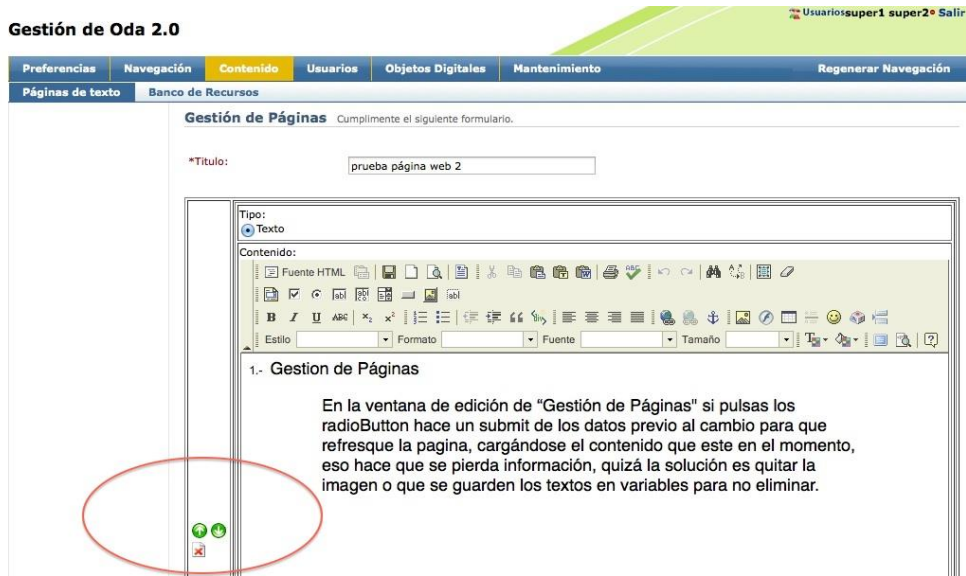 Usuariossuper1 super2 Salir
Gestión de Oda 2.0
Preferencias Navegación Contenido Usuarios Objetos Digitales Mantenimiento Regenerar Navegación
Páginas de texto Banco de Recursos
Gestión de Páginas Cumplimente el siguiente formulario.
*Titulo: prueba página web 2
Tipo:
Texto
Contenido:
Fuente HTML
Estilo Formato Fuente Tamaño
1.- Gestion de Páginas
En la ventana de edición de “Gestión de Páginas" si pulsas los
radioButton hace un submit de los datos previo al cambio para que
refresque la pagina, cargándose el contenido que este en el momento,
eso hace que se pierda información, quizá la solución es quitar la
imagen o que se guarden los textos en variables para no eliminar.